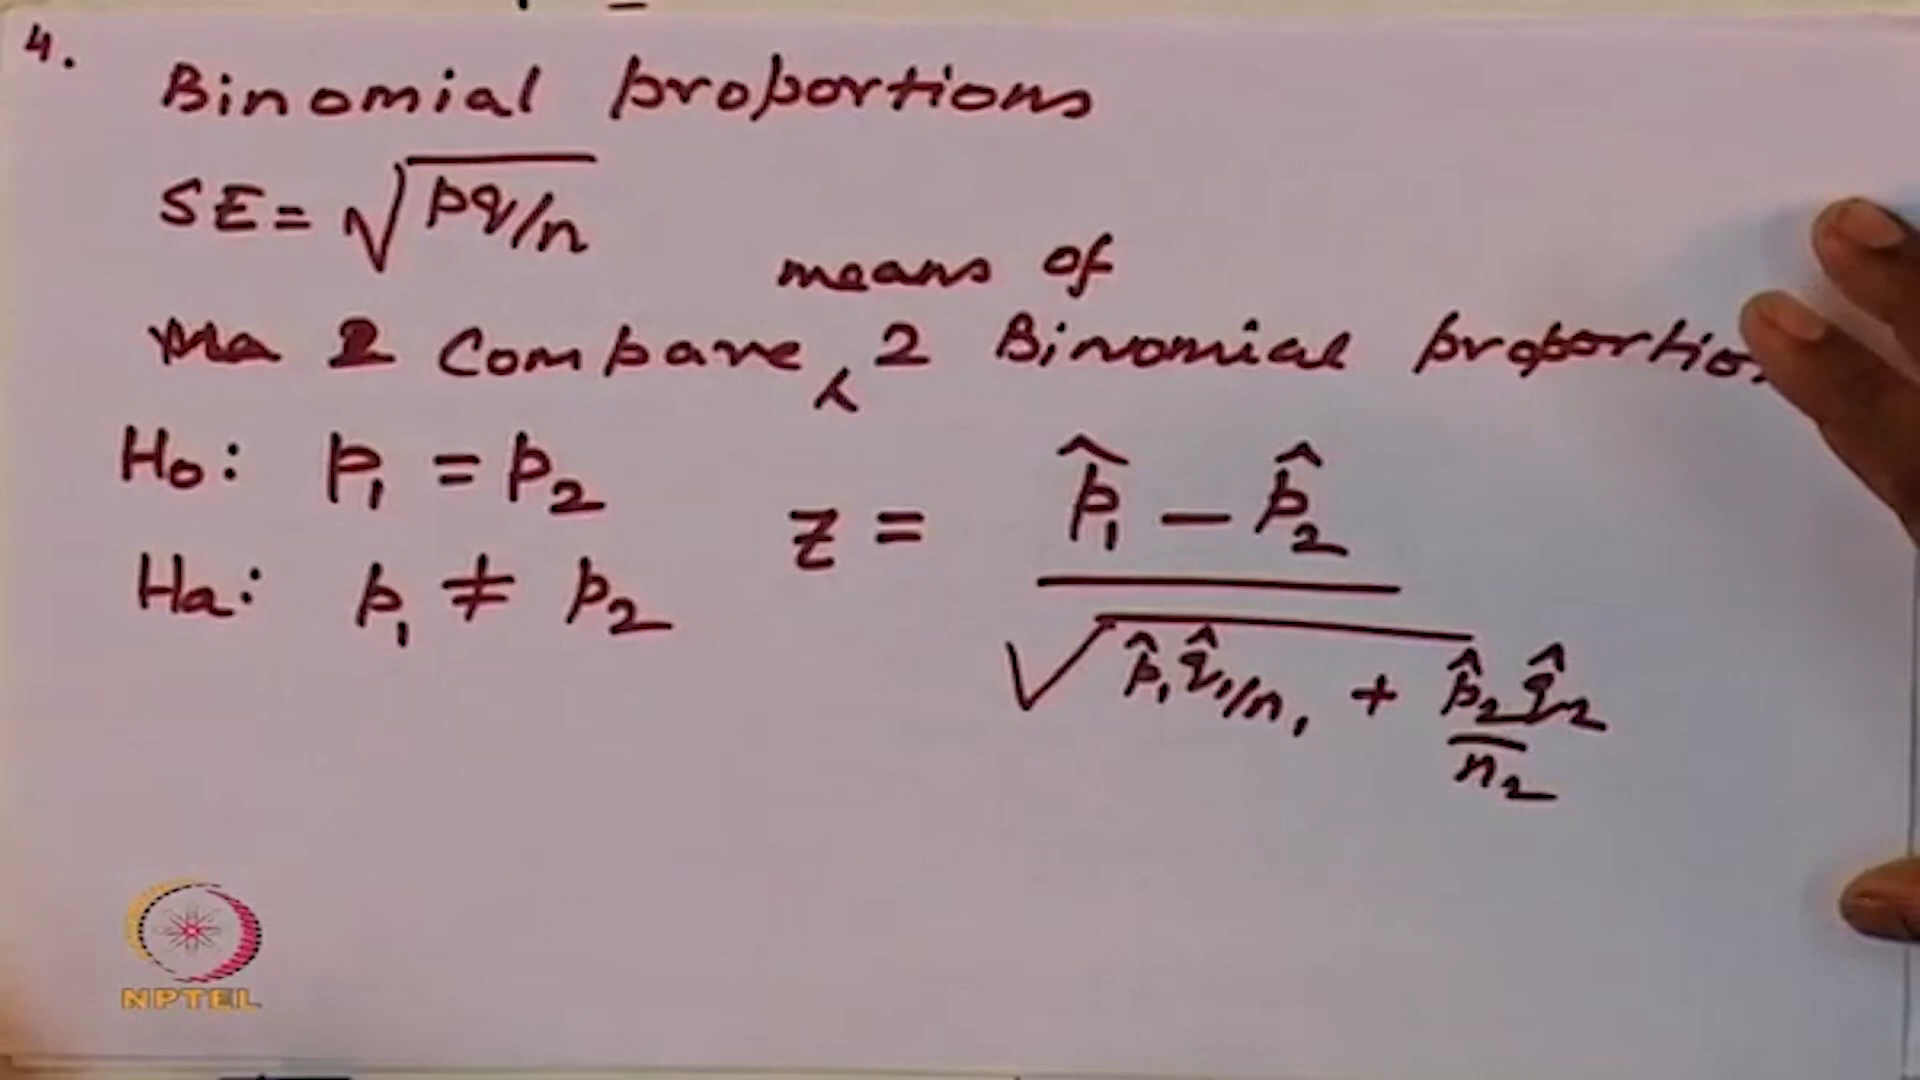 4.
Binomial proportions
SE = √pq/n
means of
2 Compare ^ 2 Binomial proportio
H₀: p₁ = p₂
z = (p̂₁ − p̂₂) / √(p̂₁q̂₁/n₁ + p̂₂q̂₂/n₂)
Ha: p₁ ≠ p₂
NPTEL